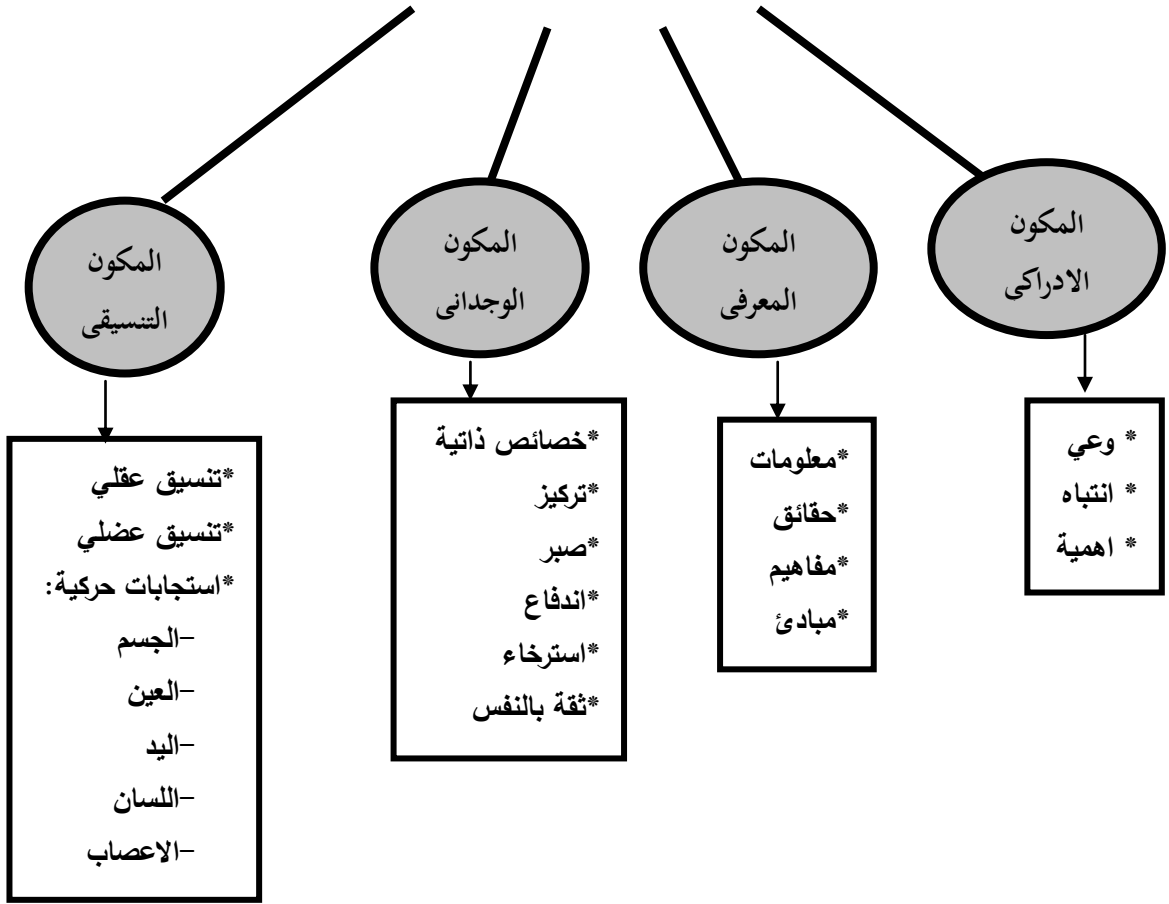 المكون
الادراكى
المكون
المعرفى
المكون
الوجدانى
المكون
التنسيقى
* وعي
* انتباه
* اهمية
*معلومات
*حقائق
*مفاهيم
*مبادئ
*خصائص ذاتية
*تركيز
*صبر
*اندفاع
*استرخاء
*ثقة بالنفس
*تنسيق عقلي
*تنسيق عضلي
*استجابات حركية:
-الجسم
-العين
-اليد
-اللسان
-الاعصاب